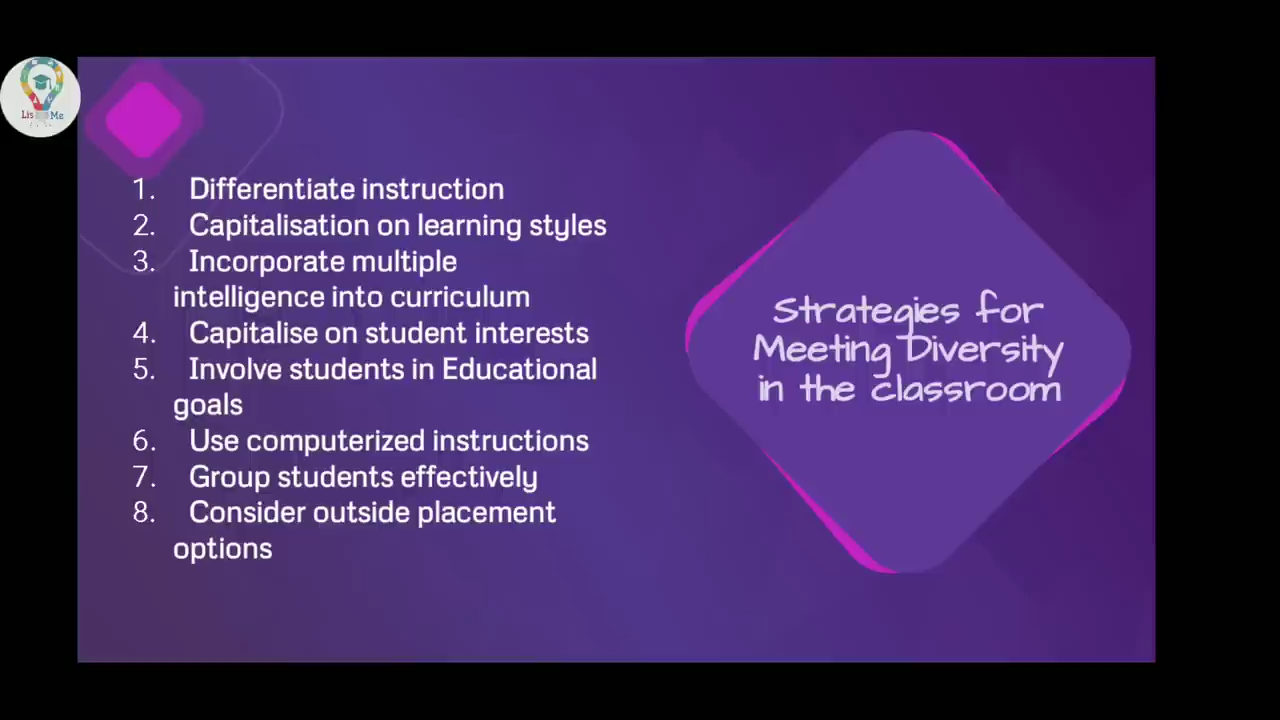 Lis
Me
1. Differentiate instruction
2. Capitalisation on learning styles
3. Incorporate multiple
intelligence into curriculum
4. Capitalise on student interests
5. Involve students in Educational
goals
6. Use computerized instructions
7. Group students effectively
8. Consider outside placement
options
Strategies for
Meeting Diversity
in the classroom